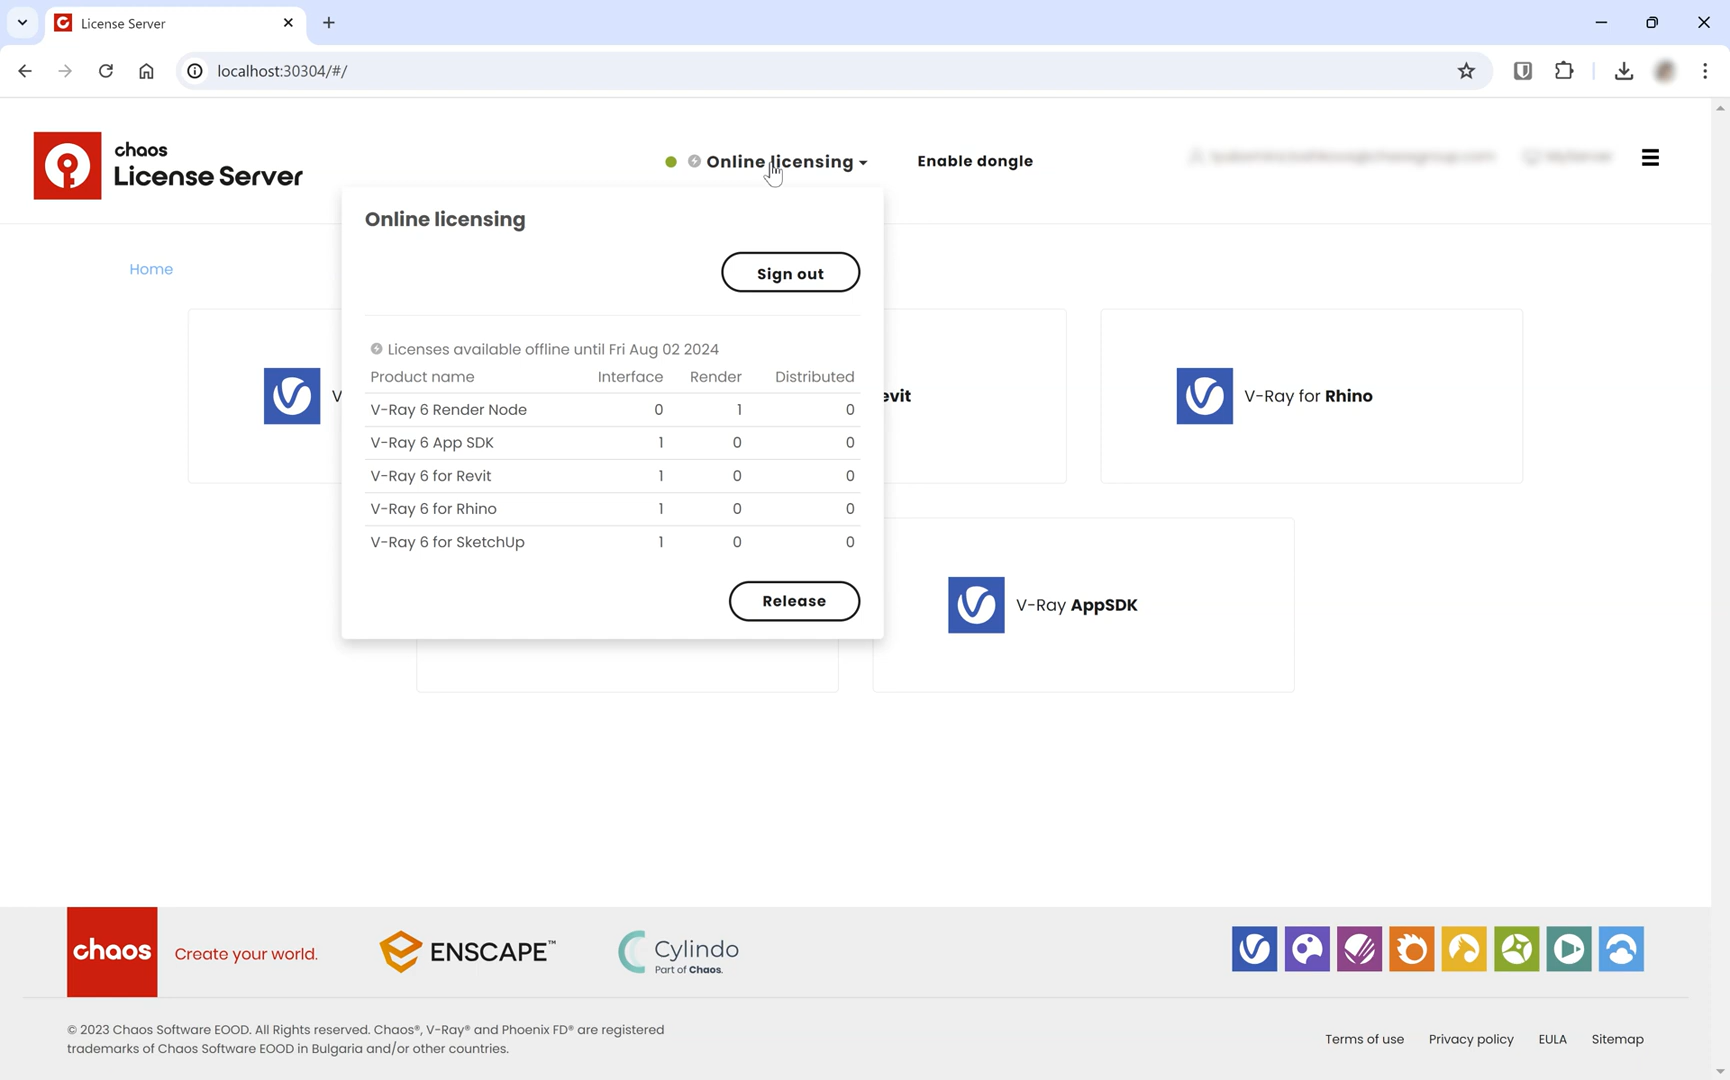 License Server
localhost:30304/#/
chaos
License Server
Online licensing
Enable dongle
Online licensing
Sign out
Home
Licenses available offline until Fri Aug 02 2024
Product name Interface Render Distributed
V-Ray 6 Render Node 0 1 0
V-Ray 6 App SDK 1 0 0
V-Ray 6 for Revit 1 0 0
V-Ray 6 for Rhino 1 0 0
V-Ray 6 for SketchUp 1 0 0
Release
V
evit
V-Ray for Rhino
V-Ray AppSDK
chaos
Create your world.
ENSCAPE™
Cylindo
Part of Chaos.
© 2023 Chaos Software EOOD. All Rights reserved. Chaos®, V-Ray® and Phoenix FD® are registered
trademarks of Chaos Software EOOD in Bulgaria and/or other countries.
Terms of use Privacy policy EULA Sitemap